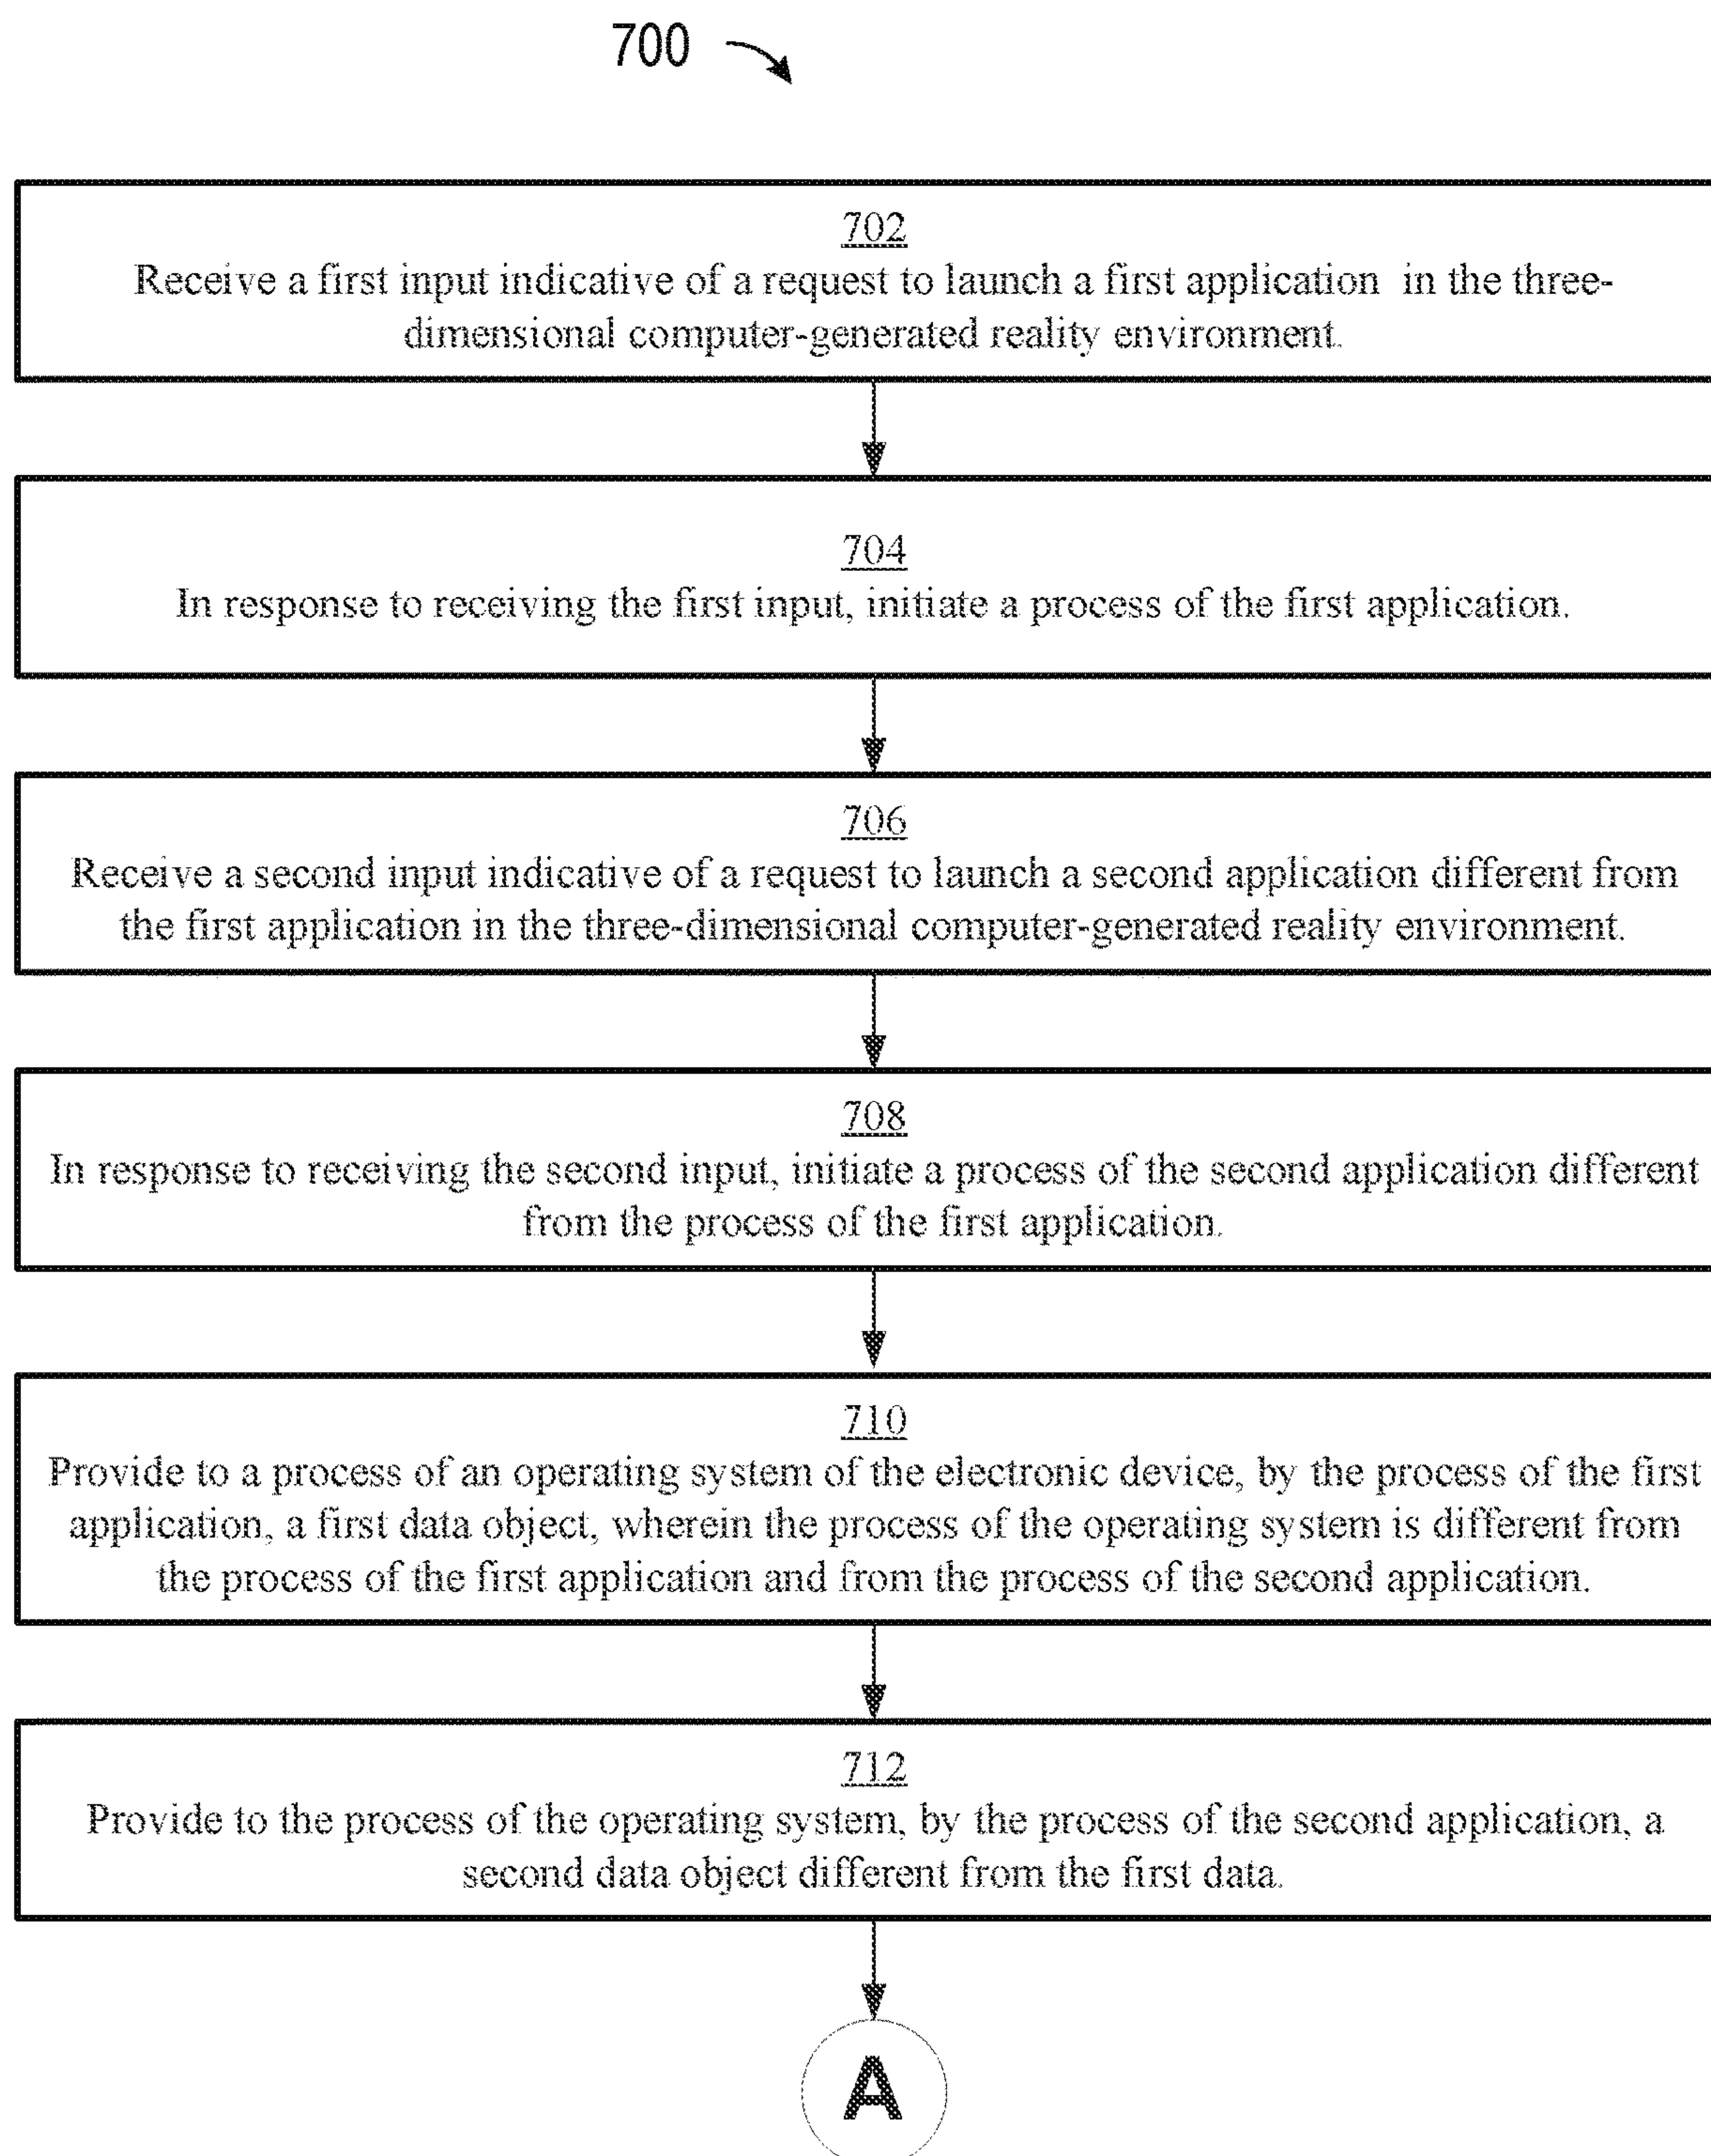 700
702
Receive a first input indicative of a request to launch a first application in the three-
dimensional computer-generated reality environment.
704
In response to receiving the first input, initiate a process of the first application.
706
Receive a second input indicative of a request to launch a second application different from
the first application in the three-dimensional computer-generated reality environment.
708
In response to receiving the second input, initiate a process of the second application different
from the process of the first application.
710
Provide to a process of an operating system of the electronic device, by the process of the first
application, a first data object, wherein the process of the operating system is different from
the process of the first application and from the process of the second application.
712
Provide to the process of the operating system, by the process of the second application, a
second data object different from the first data.
A